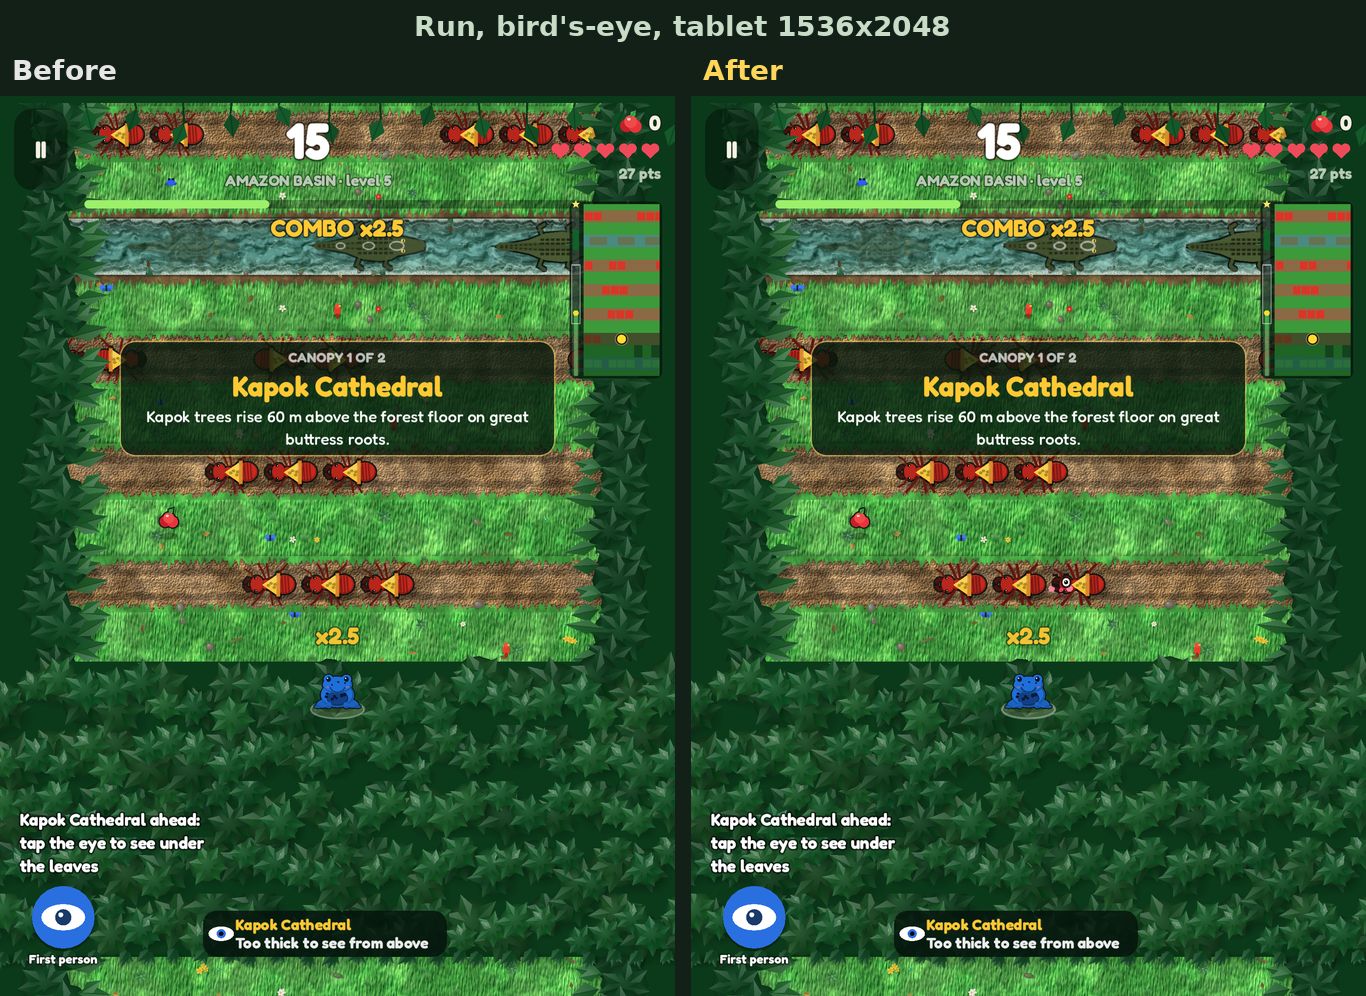 Run, bird's-eye, tablet 1536x2048
Before
15
0
27 pts
AMAZON BASIN · level 5
COMBO x2.5
CANOPY 1 OF 2
Kapok Cathedral
Kapok trees rise 60 m above the forest floor on great
buttress roots.
x2.5
Kapok Cathedral ahead:
tap the eye to see under
the leaves
Kapok Cathedral
Too thick to see from above
First person
After
15
0
27 pts
AMAZON BASIN · level 5
COMBO x2.5
CANOPY 1 OF 2
Kapok Cathedral
Kapok trees rise 60 m above the forest floor on great
buttress roots.
x2.5
Kapok Cathedral ahead:
tap the eye to see under
the leaves
Kapok Cathedral
Too thick to see from above
First person